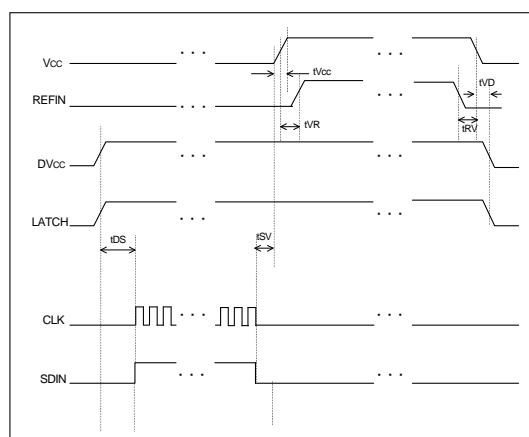 Vcc
tVcc
tVD
REFIN
tVR
tRV
DVcc
LATCH
tDS
tSV
CLK
SDIN